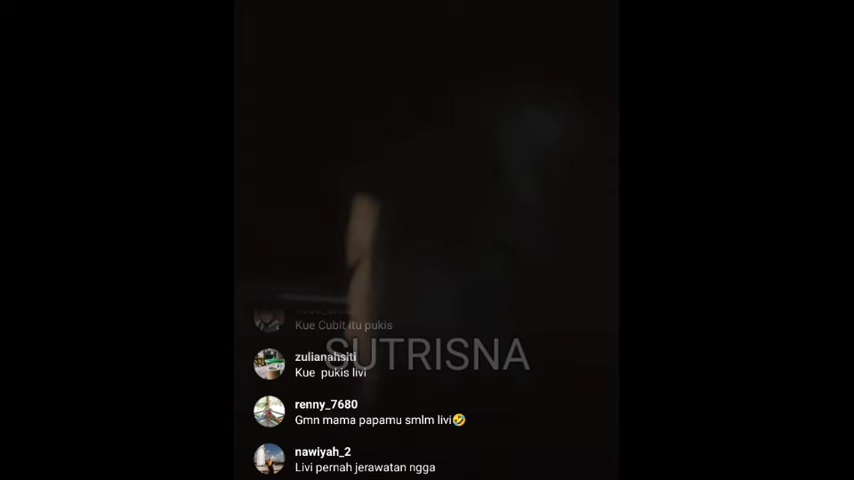 Kue Cubit itu pukis
SUTRISNA
zulianahsiti
Kue pukis livi
renny_7680
Gmn mama papamu smlm livi🤣
nawiyah_2
Livi pernah jerawatan ngga